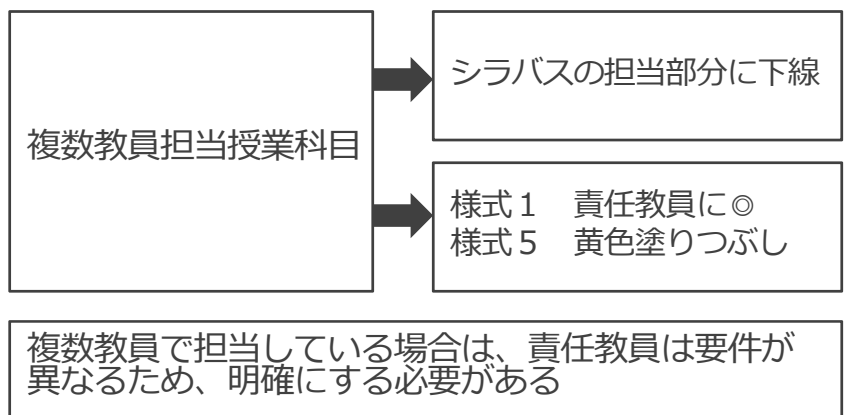 複数教員担当授業科目
シラバスの担当部分に下線
様式１　責任教員に◎
様式５　黄色塗りつぶし
複数教員で担当している場合は、責任教員は要件が
異なるため、明確にする必要がある